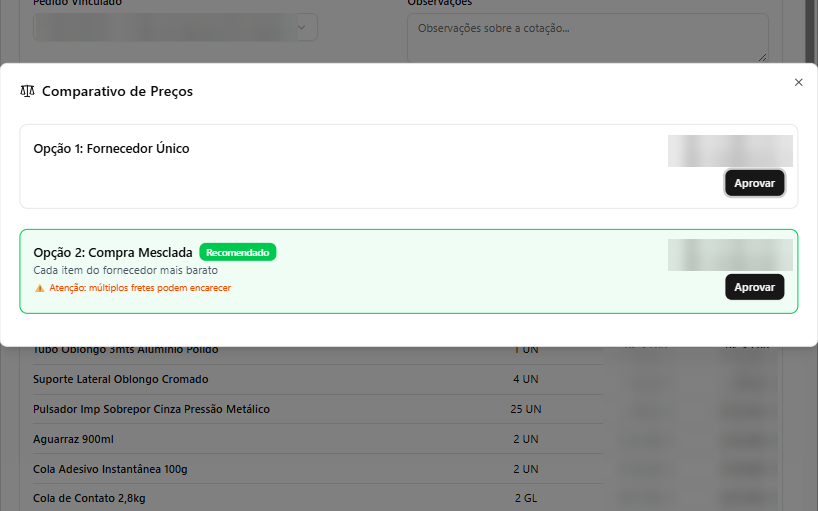 Pedido Vinculado
Observações
Observações sobre a cotação...
Comparativo de Preços
Opção 1: Fornecedor Único
Aprovar
Opção 2: Compra Mesclada Recomendado
Cada item do fornecedor mais barato
Atenção: múltiplos fretes podem encarecer
Aprovar
Tubo Oblongo 3mts Alumínio Polido 1 UN
Suporte Lateral Oblongo Cromado 4 UN
Pulsador Imp Sobrepor Cinza Pressão Metálico 25 UN
Aguarraz 900ml 2 UN
Cola Adesivo Instantânea 100g 2 UN
Cola de Contato 2,8kg 2 GL